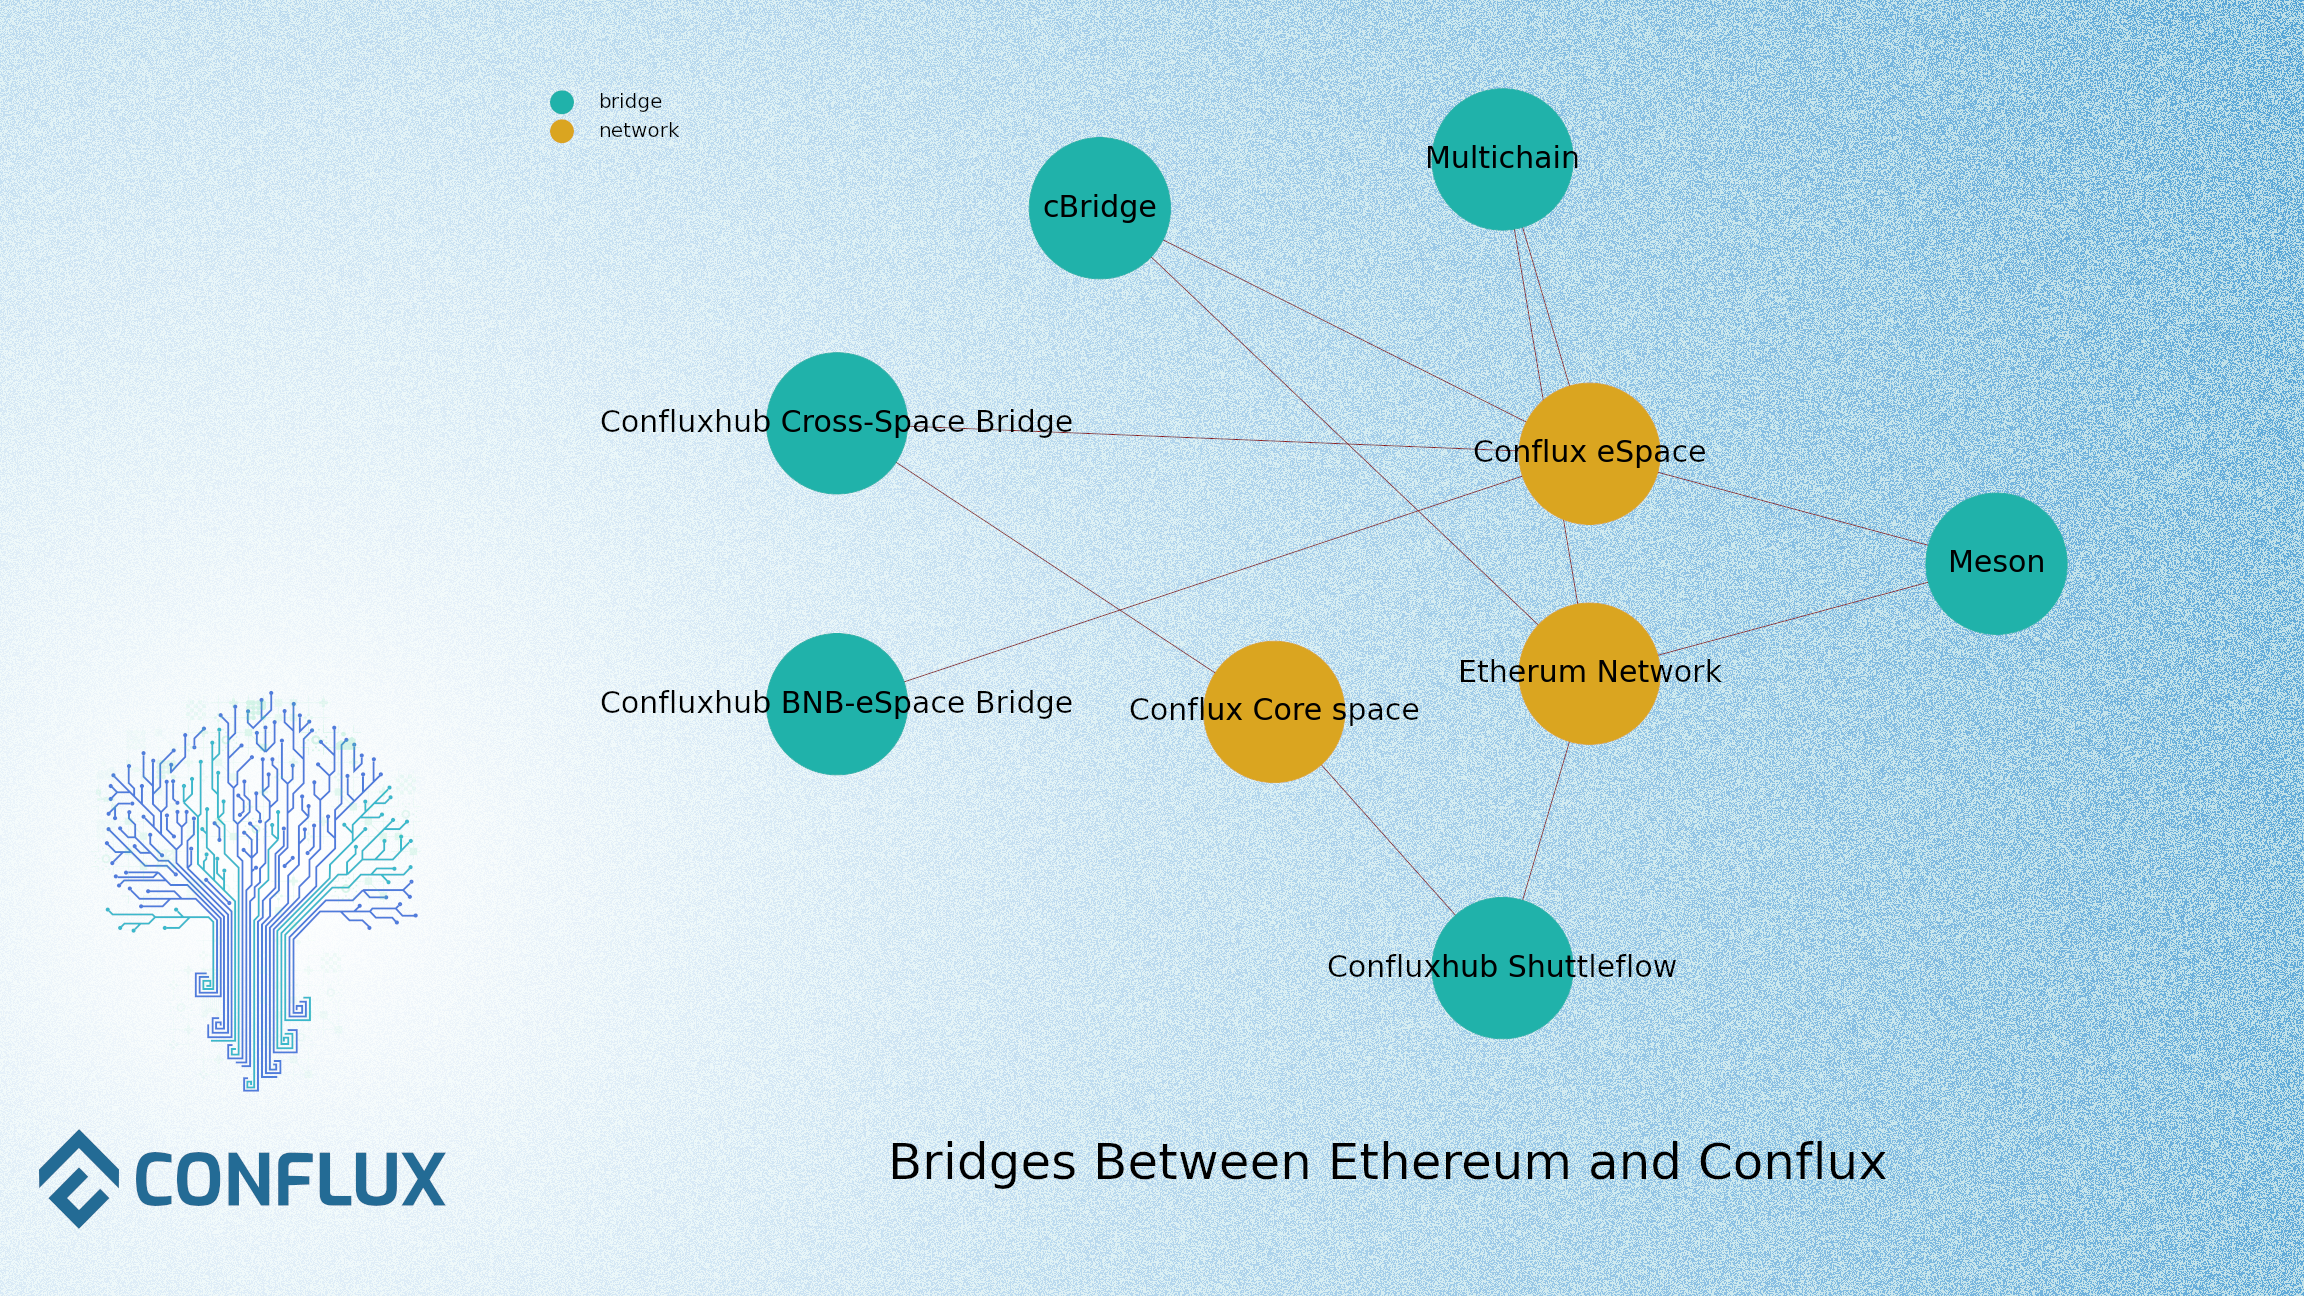 bridge
network
Multichain
cBridge
Confluxhub Cross-Space Bridge
Conflux eSpace
Meson
Etherum Network
Confluxhub BNB-eSpace Bridge
Conflux Core space
Confluxhub Shuttleflow
Bridges Between Ethereum and Conflux
CONFLUX